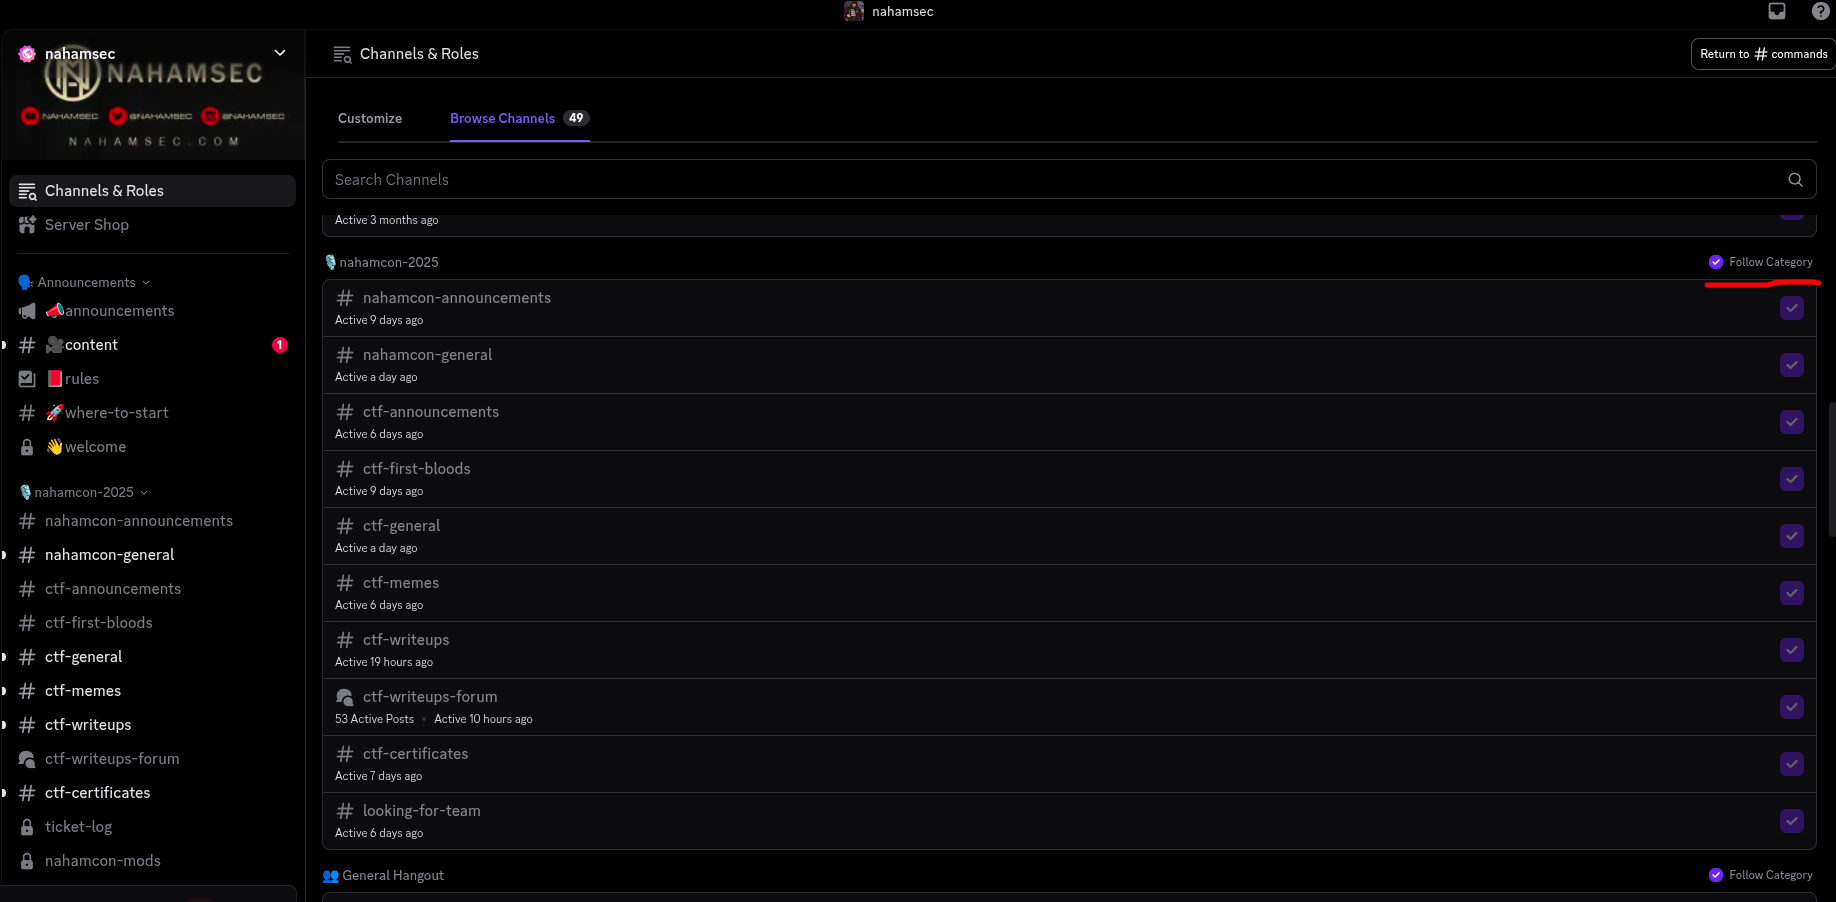 nahamsec
nahamsec
NAHAMSEC
NAHAMSEC @NAHAMSEC @NAHAMSEC
NAHAMSEC.COM
Channels & Roles
Server Shop
Announcements
announcements
content 1
rules
where-to-start
welcome
nahamcon-2025
nahamcon-announcements
nahamcon-general
ctf-announcements
ctf-first-bloods
ctf-general
ctf-memes
ctf-writeups
ctf-writeups-forum
ctf-certificates
ticket-log
nahamcon-mods
Channels & Roles
Return to # commands
Customize
Browse Channels 49
Search Channels
Active 3 months ago
nahamcon-2025
Follow Category
# nahamcon-announcements
Active 9 days ago
# nahamcon-general
Active a day ago
# ctf-announcements
Active 6 days ago
# ctf-first-bloods
Active 9 days ago
# ctf-general
Active a day ago
# ctf-memes
Active 6 days ago
# ctf-writeups
Active 19 hours ago
ctf-writeups-forum
53 Active Posts • Active 10 hours ago
# ctf-certificates
Active 7 days ago
# looking-for-team
Active 6 days ago
General Hangout
Follow Category